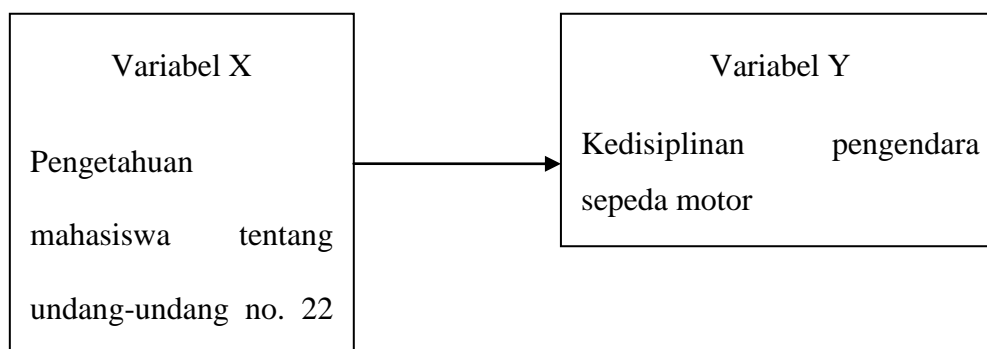 Variabel X
Pengetahuan
mahasiswa tentang
undang-undang no. 22
Variabel Y
Kedisiplinan pengendara
sepeda motor